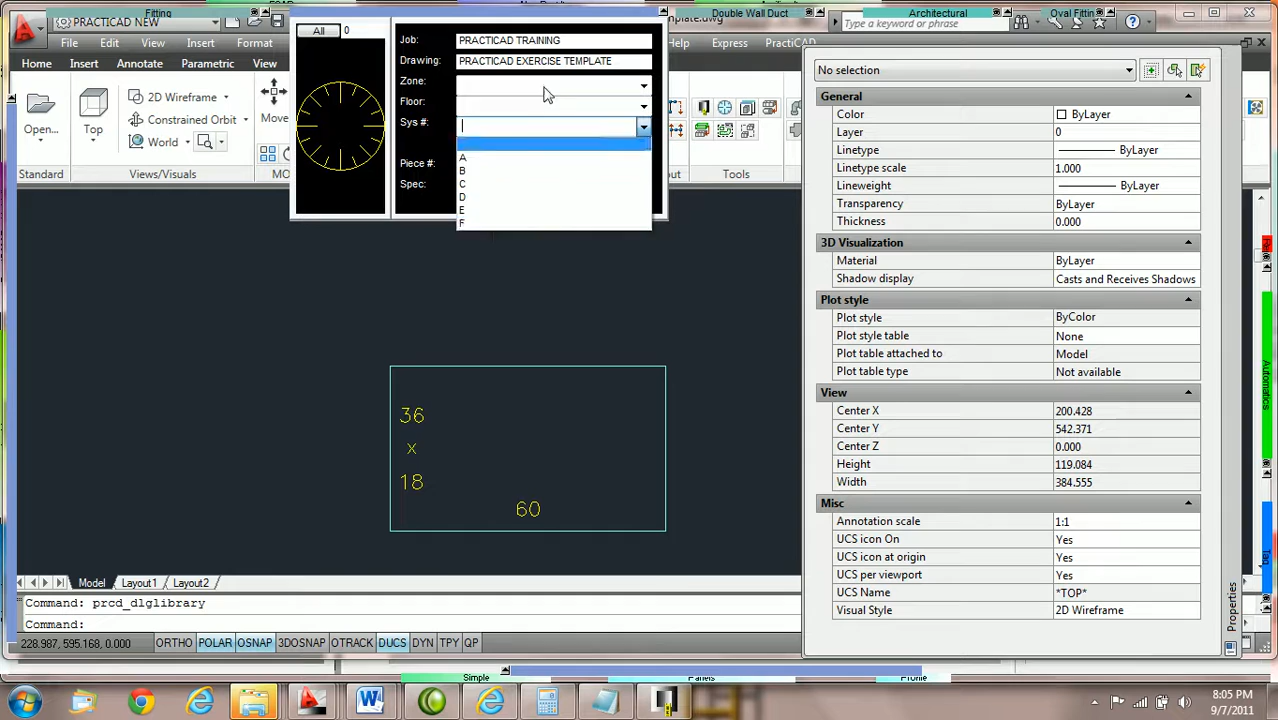 Fitting
Double Wall Duct
Architectural
Oval Fittin
PRACTICAD NEW
mplate.dwg
Type a keyword or phrase
File
Edit
View
Insert
Format
Help
Express
PractiCAD
Home
Insert
Annotate
Parametric
View
Open...
Top
2D Wireframe
Constrained Orbit
World
Move
Standard
Views/Visuals
MO
Tools
All
0
Job: PRACTICAD TRAINING
Drawing: PRACTICAD EXERCISE TEMPLATE
Zone:
Floor:
Sys #:
Piece #:
Spec:
A
B
C
D
E
F
36
x
18
60
No selection
General
Color ByLayer
Layer 0
Linetype ByLayer
Linetype scale 1.000
Lineweight ByLayer
Transparency ByLayer
Thickness 0.000
3D Visualization
Material ByLayer
Shadow display Casts and Receives Shadows
Plot style
Plot style ByColor
Plot style table None
Plot table attached to Model
Plot table type Not available
View
Center X 200.428
Center Y 542.371
Center Z 0.000
Height 119.084
Width 384.555
Misc
Annotation scale 1:1
UCS icon On Yes
UCS icon at origin Yes
UCS per viewport Yes
UCS Name *TOP*
Visual Style 2D Wireframe
Properties
Automatics
Tag
Model
Layout1
Layout2
Command: prcd_dlglibrary
Command:
228.987, 595.168, 0.000
ORTHO POLAR OSNAP 3DOSNAP OTRACK DUCS DYN TPY QP
Simple
Panels
Profile
8:05 PM
9/7/2011